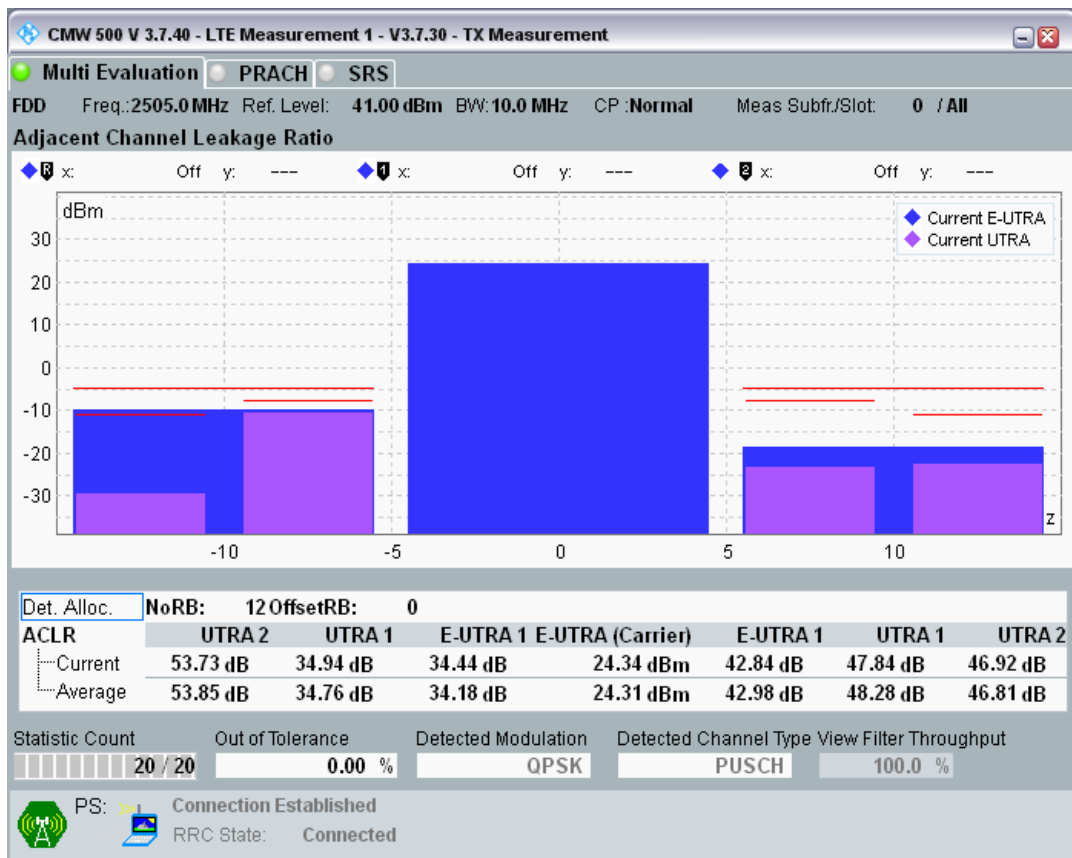 CMW 500 V 3.7.40 - LTE Measurement 1 - V3.7.30 - TX Measurement
Multi Evaluation PRACH SRS
FDD Freq.:2505.0 MHz Ref. Level: 41.00 dBm BW:10.0 MHz CP :Normal Meas Subfr./Slot: 0 / All
Adjacent Channel Leakage Ratio
R x: Off y: --- 1 x: Off y: --- 2 x: Off y: ---
dBm
Current E-UTRA
Current UTRA
30
20
10
0
-10
-20
-30
z
-10 -5 0 5 10
Det. Alloc. NoRB: 12 OffsetRB: 0
ACLR UTRA 2 UTRA 1 E-UTRA 1 E-UTRA (Carrier) E-UTRA 1 UTRA 1 UTRA 2
Current 53.73 dB 34.94 dB 34.44 dB 24.34 dBm 42.84 dB 47.84 dB 46.92 dB
Average 53.85 dB 34.76 dB 34.18 dB 24.31 dBm 42.98 dB 48.28 dB 46.81 dB
Statistic Count Out of Tolerance Detected Modulation Detected Channel Type View Filter Throughput
20 / 20 0.00 % QPSK PUSCH 100.0 %
PS: Connection Established
RRC State: Connected